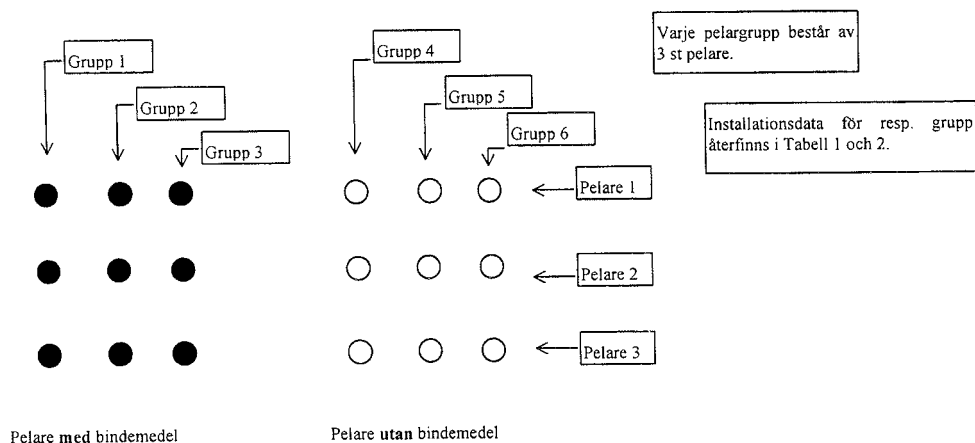 Grupp 1
Grupp 2
Grupp 3
Grupp 4
Grupp 5
Grupp 6
Varje pelargrupp består av
3 st pelare.
Installationsdata för resp. grupp
återfinns i Tabell 1 och 2.
Pelare 1
Pelare 2
Pelare 3
Pelare med bindemedel
Pelare utan bindemedel